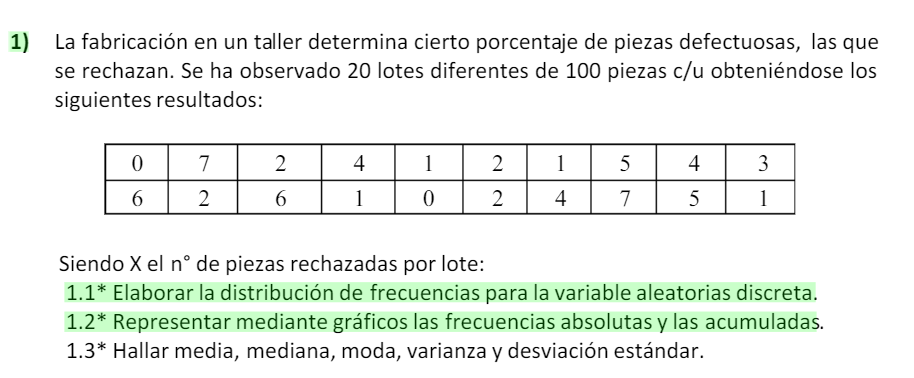 1) La fabricación en un taller determina cierto porcentaje de piezas defectuosas, las que
se rechazan. Se ha observado 20 lotes diferentes de 100 piezas c/u obteniéndose los
siguientes resultados:
0 7 2 4 1 2 1 5 4 3
6 2 6 1 0 2 4 7 5 1
Siendo X el n° de piezas rechazadas por lote:
1.1* Elaborar la distribución de frecuencias para la variable aleatorias discreta.
1.2* Representar mediante gráficos las frecuencias absolutas y las acumuladas.
1.3* Hallar media, mediana, moda, varianza y desviación estándar.